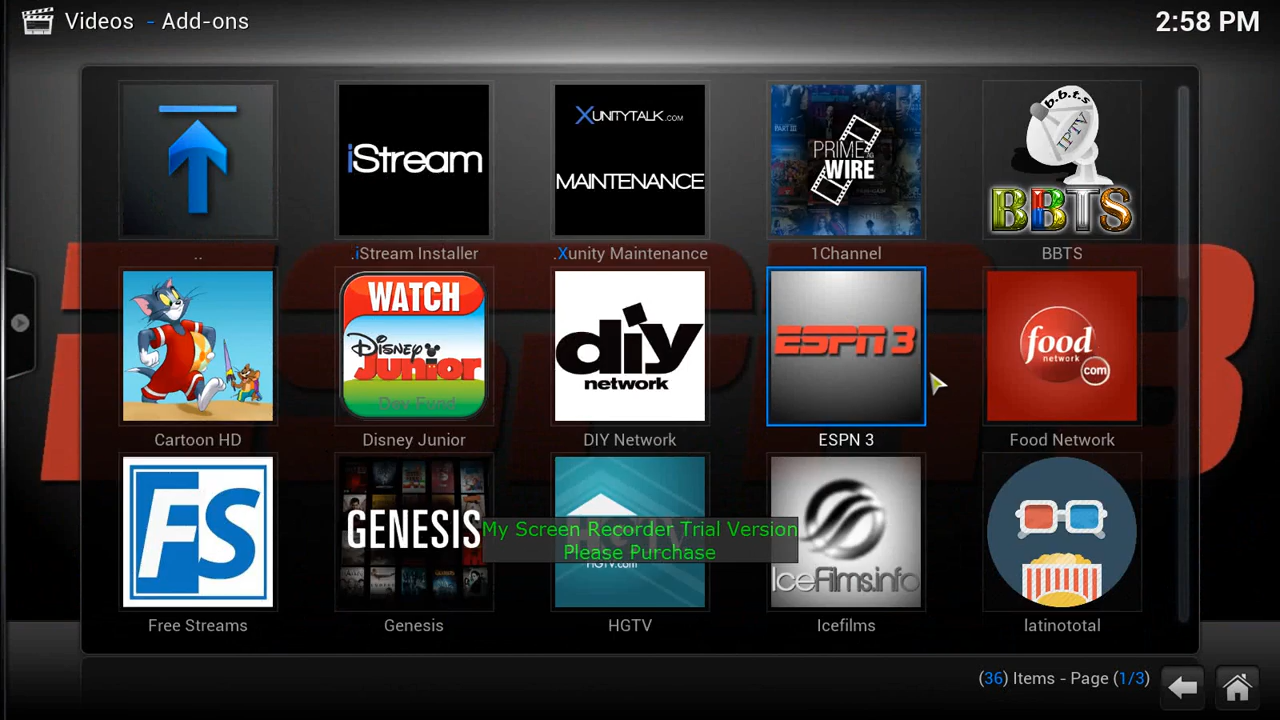 Videos - Add-ons
2:58 PM
iStream
XUNITYTALK.COM
MAINTENANCE
PRIME
WIRE
b.b.t.s
IPTV
BBTS
..
.iStream Installer
.Xunity Maintenance
1Channel
BBTS
WATCH
Disney
Junior
diy
network
ESPN 3
food
network
.com
Cartoon HD
Disney Junior
DIY Network
ESPN 3
Food Network
FS
GENESIS
My Screen Recorder Trial Version
Please Purchase
HGTV.com
IceFilms.info
Free Streams
Genesis
HGTV
Icefilms
latinototal
(36) Items - Page (1/3)